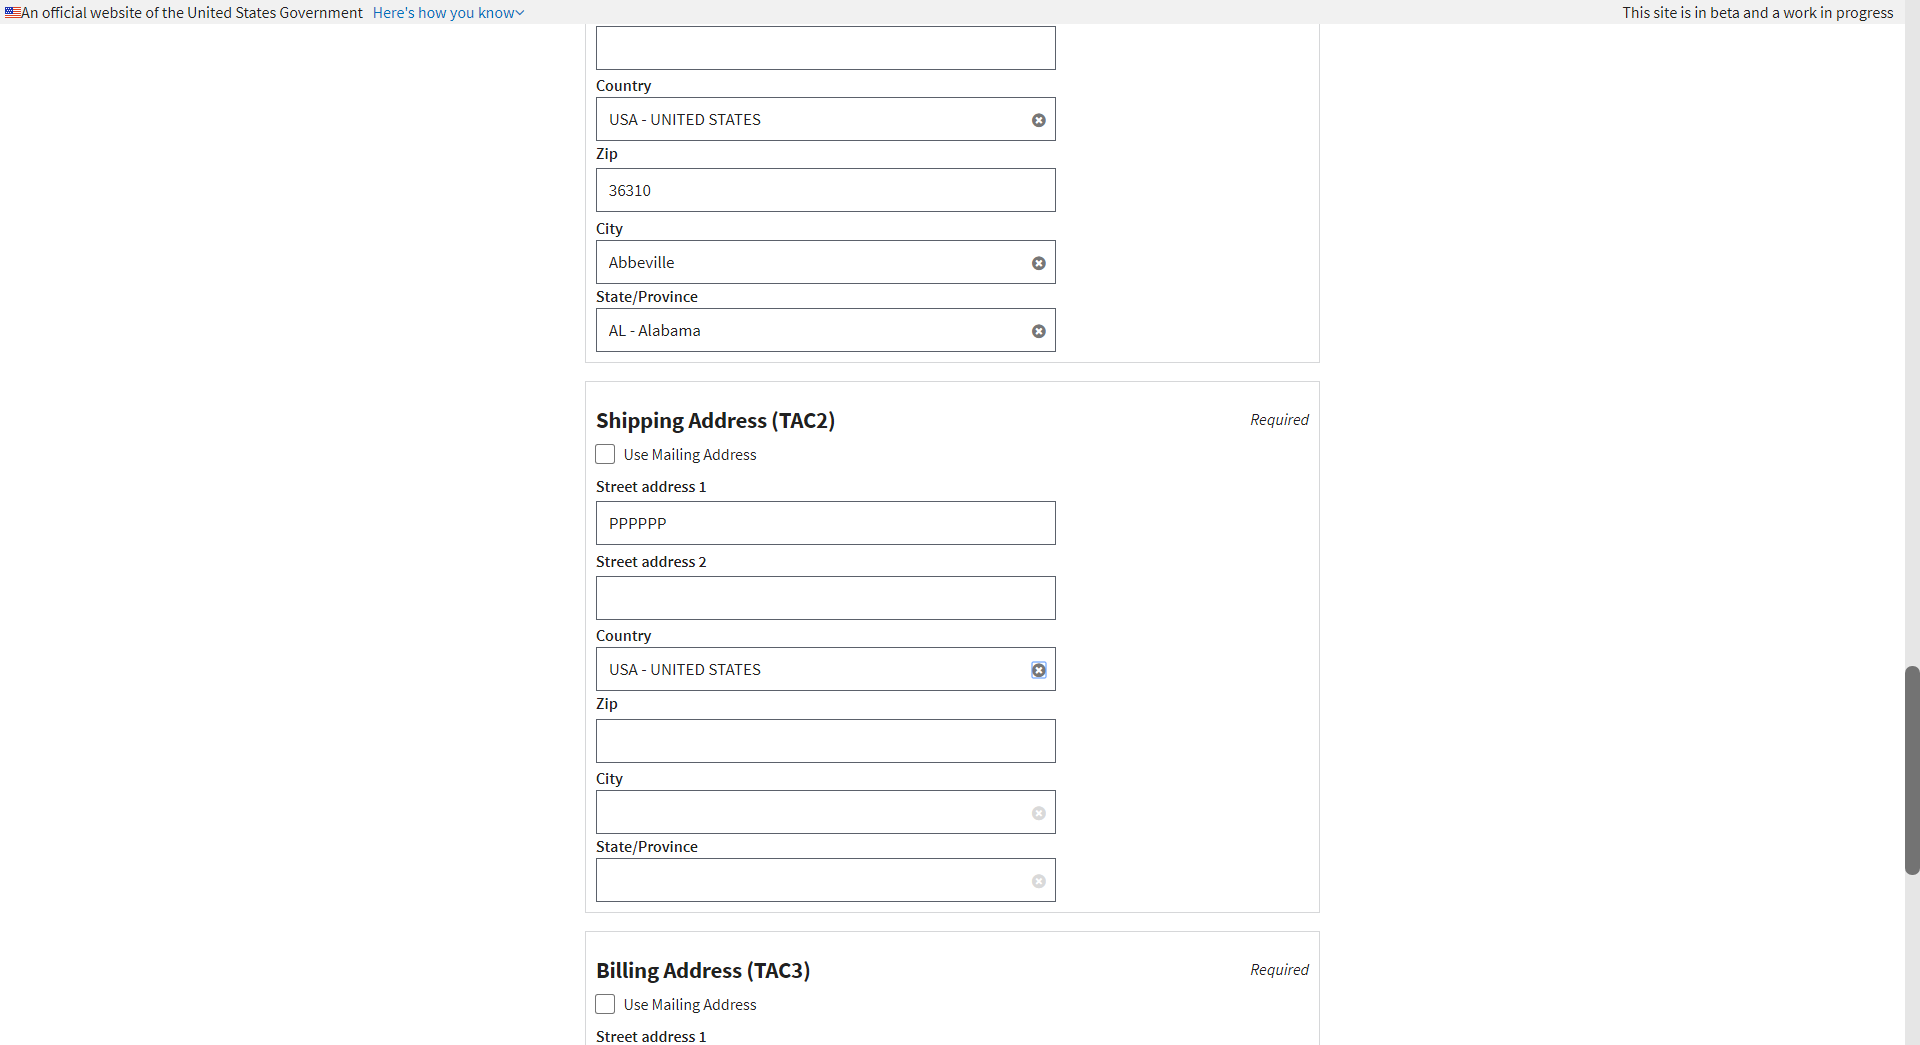 An official website of the United States Government Here's how you know This site is in beta and a work in progress
Country
USA - UNITED STATES
Zip
36310
City
Abbeville
State/Province
AL - Alabama
Shipping Address (TAC2) Required
Use Mailing Address
Street address 1
PPPPPP
Street address 2
Country
USA - UNITED STATES
Zip
City
State/Province
Billing Address (TAC3) Required
Use Mailing Address
Street address 1